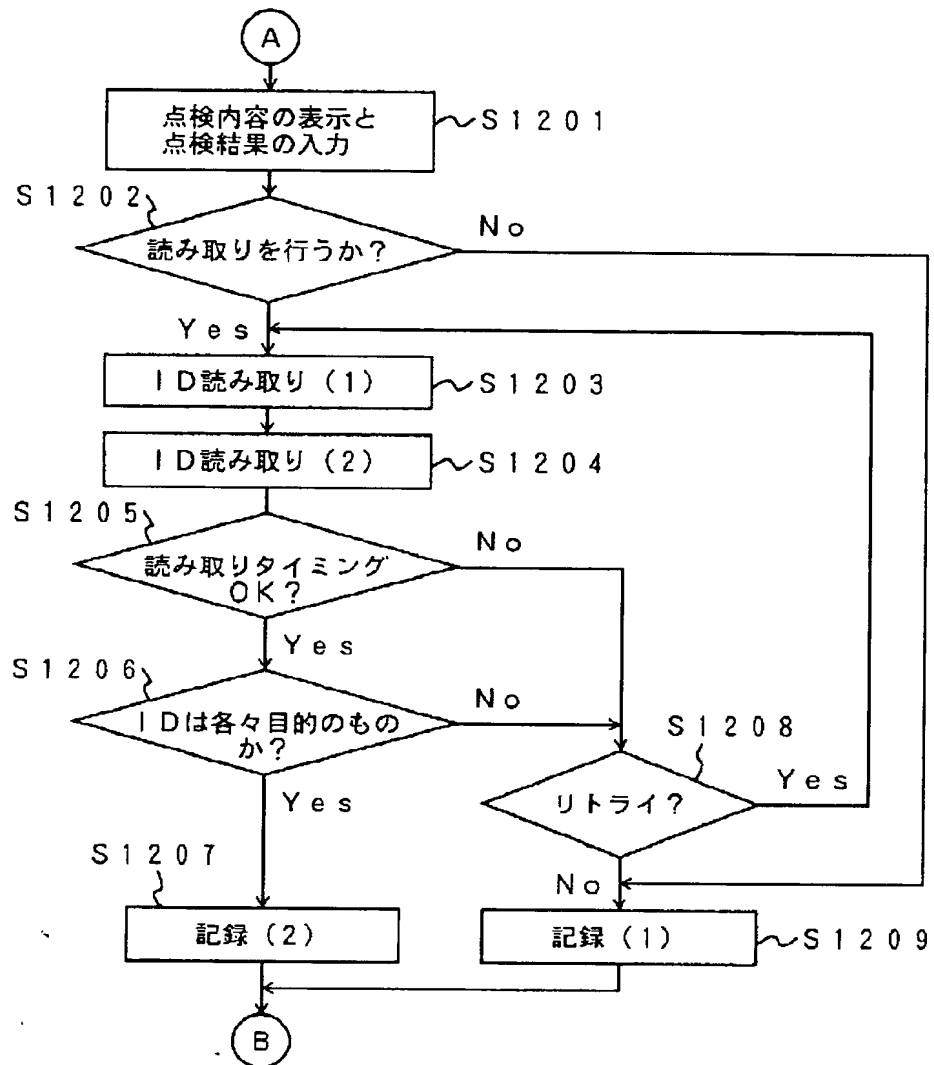 A
点検内容の表示と
点検結果の入力
S1201
S1202
読み取りを行うか?
No
Yes
ID読み取り(1)
S1203
ID読み取り(2)
S1204
S1205
読み取りタイミング
OK?
No
Yes
S1206
IDは各々目的のもの
か?
No
Yes
S1208
リトライ?
Yes
No
S1207
記録(2)
記録(1)
S1209
B